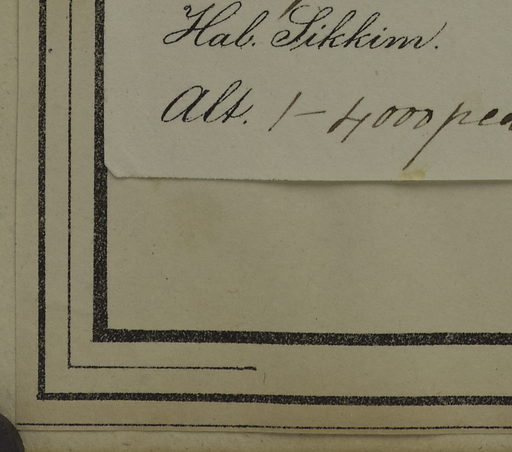 Hab. Sikkim.
Alt. 1-4000 ped